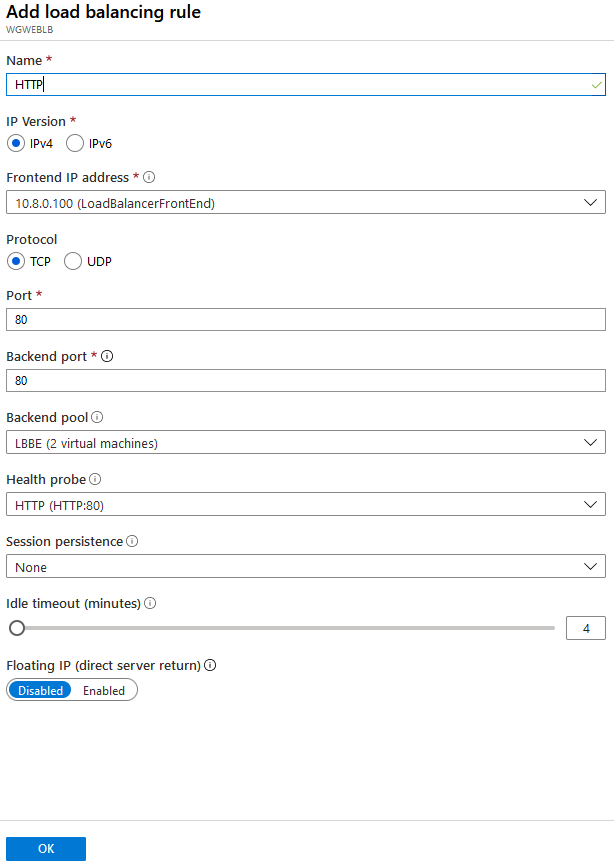 Add load balancing rule
WGWEBLB
Name *
HTTP
IP Version *
IPv4 IPv6
Frontend IP address *
10.8.0.100 (LoadBalancerFrontEnd)
Protocol
TCP UDP
Port *
80
Backend port *
80
Backend pool
LBBE (2 virtual machines)
Health probe
HTTP (HTTP:80)
Session persistence
None
Idle timeout (minutes)
4
Floating IP (direct server return)
Disabled Enabled
OK